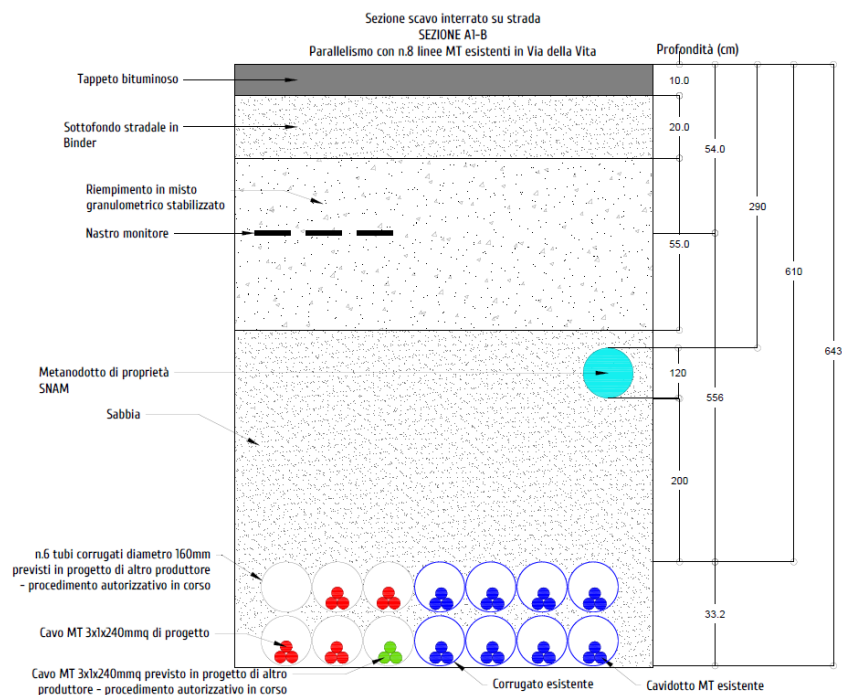 Sezione scavo interrato su strada
SEZIONE A1-B
Parallelismo con n.8 linee MT esistenti in Via della Vita
Profondità (cm)
Tappeto bituminoso
10.0
Sottofondo stradale in
Binder
20.0
54.0
Riempimento in misto
granulometrico stabilizzato
290
Nastro monitore
55.0
610
643
Metanodotto di proprietà
SNAM
120
556
Sabbia
200
n.6 tubi corrugati diametro 160mm
previsti in progetto di altro produttore
- procedimento autorizzativo in corso
33.2
Cavo MT 3x1x240mmq di progetto
Cavo MT 3x1x240mmq previsto in progetto di altro
produttore - procedimento autorizzativo in corso
Corrugato esistente
Cavidotto MT esistente